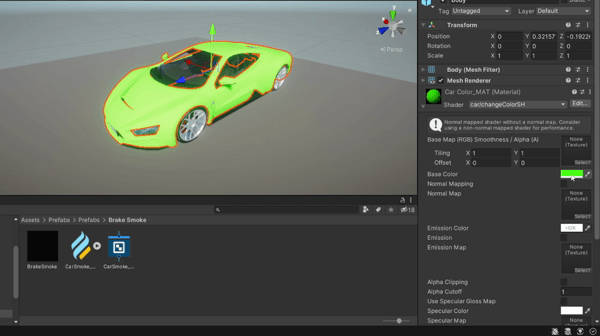 Body
Static
Tag Untagged Layer Default
Transform
Position X 0 Y 0.32157 Z -0.1922
Rotation X 0 Y 0 Z 0
Scale X 1 Y 1 Z 1
Body (Mesh Filter)
Mesh Renderer
Car Color_MAT (Material)
Shader car/changeColorSH Edit...
Normal mapped shader without a normal map. Consider
using a non-normal mapped shader for performance.
Base Map (RGB) Smoothness / Alpha (A)
None
(Texture)
Tiling X 1 Y 1
Offset X 0 Y 0
Select
Base Color
Normal Mapping
Normal Map
None
(Texture)
Select
Emission Color
HDR
Emission
Emission Map
None
(Texture)
Select
Alpha Clipping
Alpha Cutoff 1
Use Specular Gloss Map
Specular Color
Specular Map
None
(Texture)
y
x
z
Persp
18
Assets Prefabs Prefabs Brake Smoke
BrakeSmoke CarSmoke_... CarSmoke_...